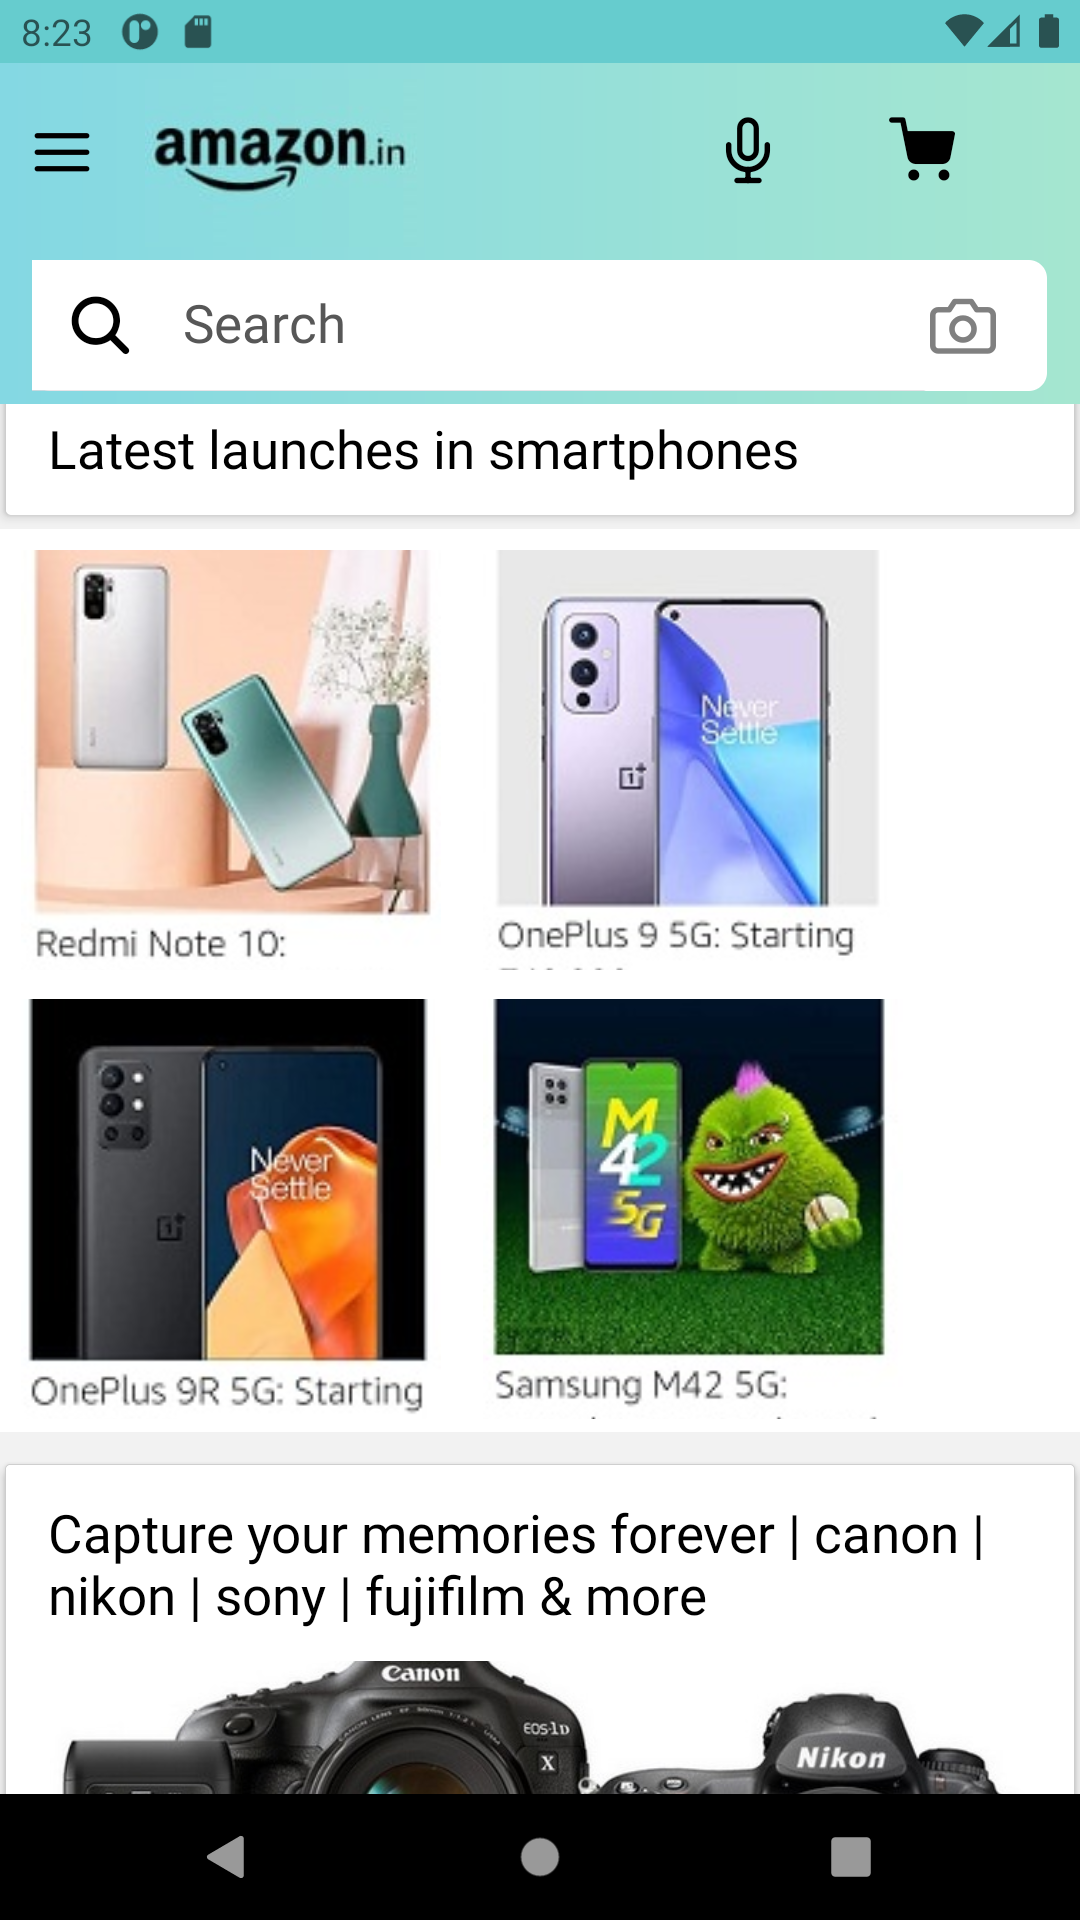 8:23
amazon.in
Search
Latest launches in smartphones
Never
Settle
Redmi Note 10:
OnePlus 9 5G: Starting
Never
Settle
M
42
5G
OnePlus 9R 5G: Starting
Samsung M42 5G:
Capture your memories forever | canon |
nikon | sony | fujifilm & more
Canon
EOS-1D
X
Nikon